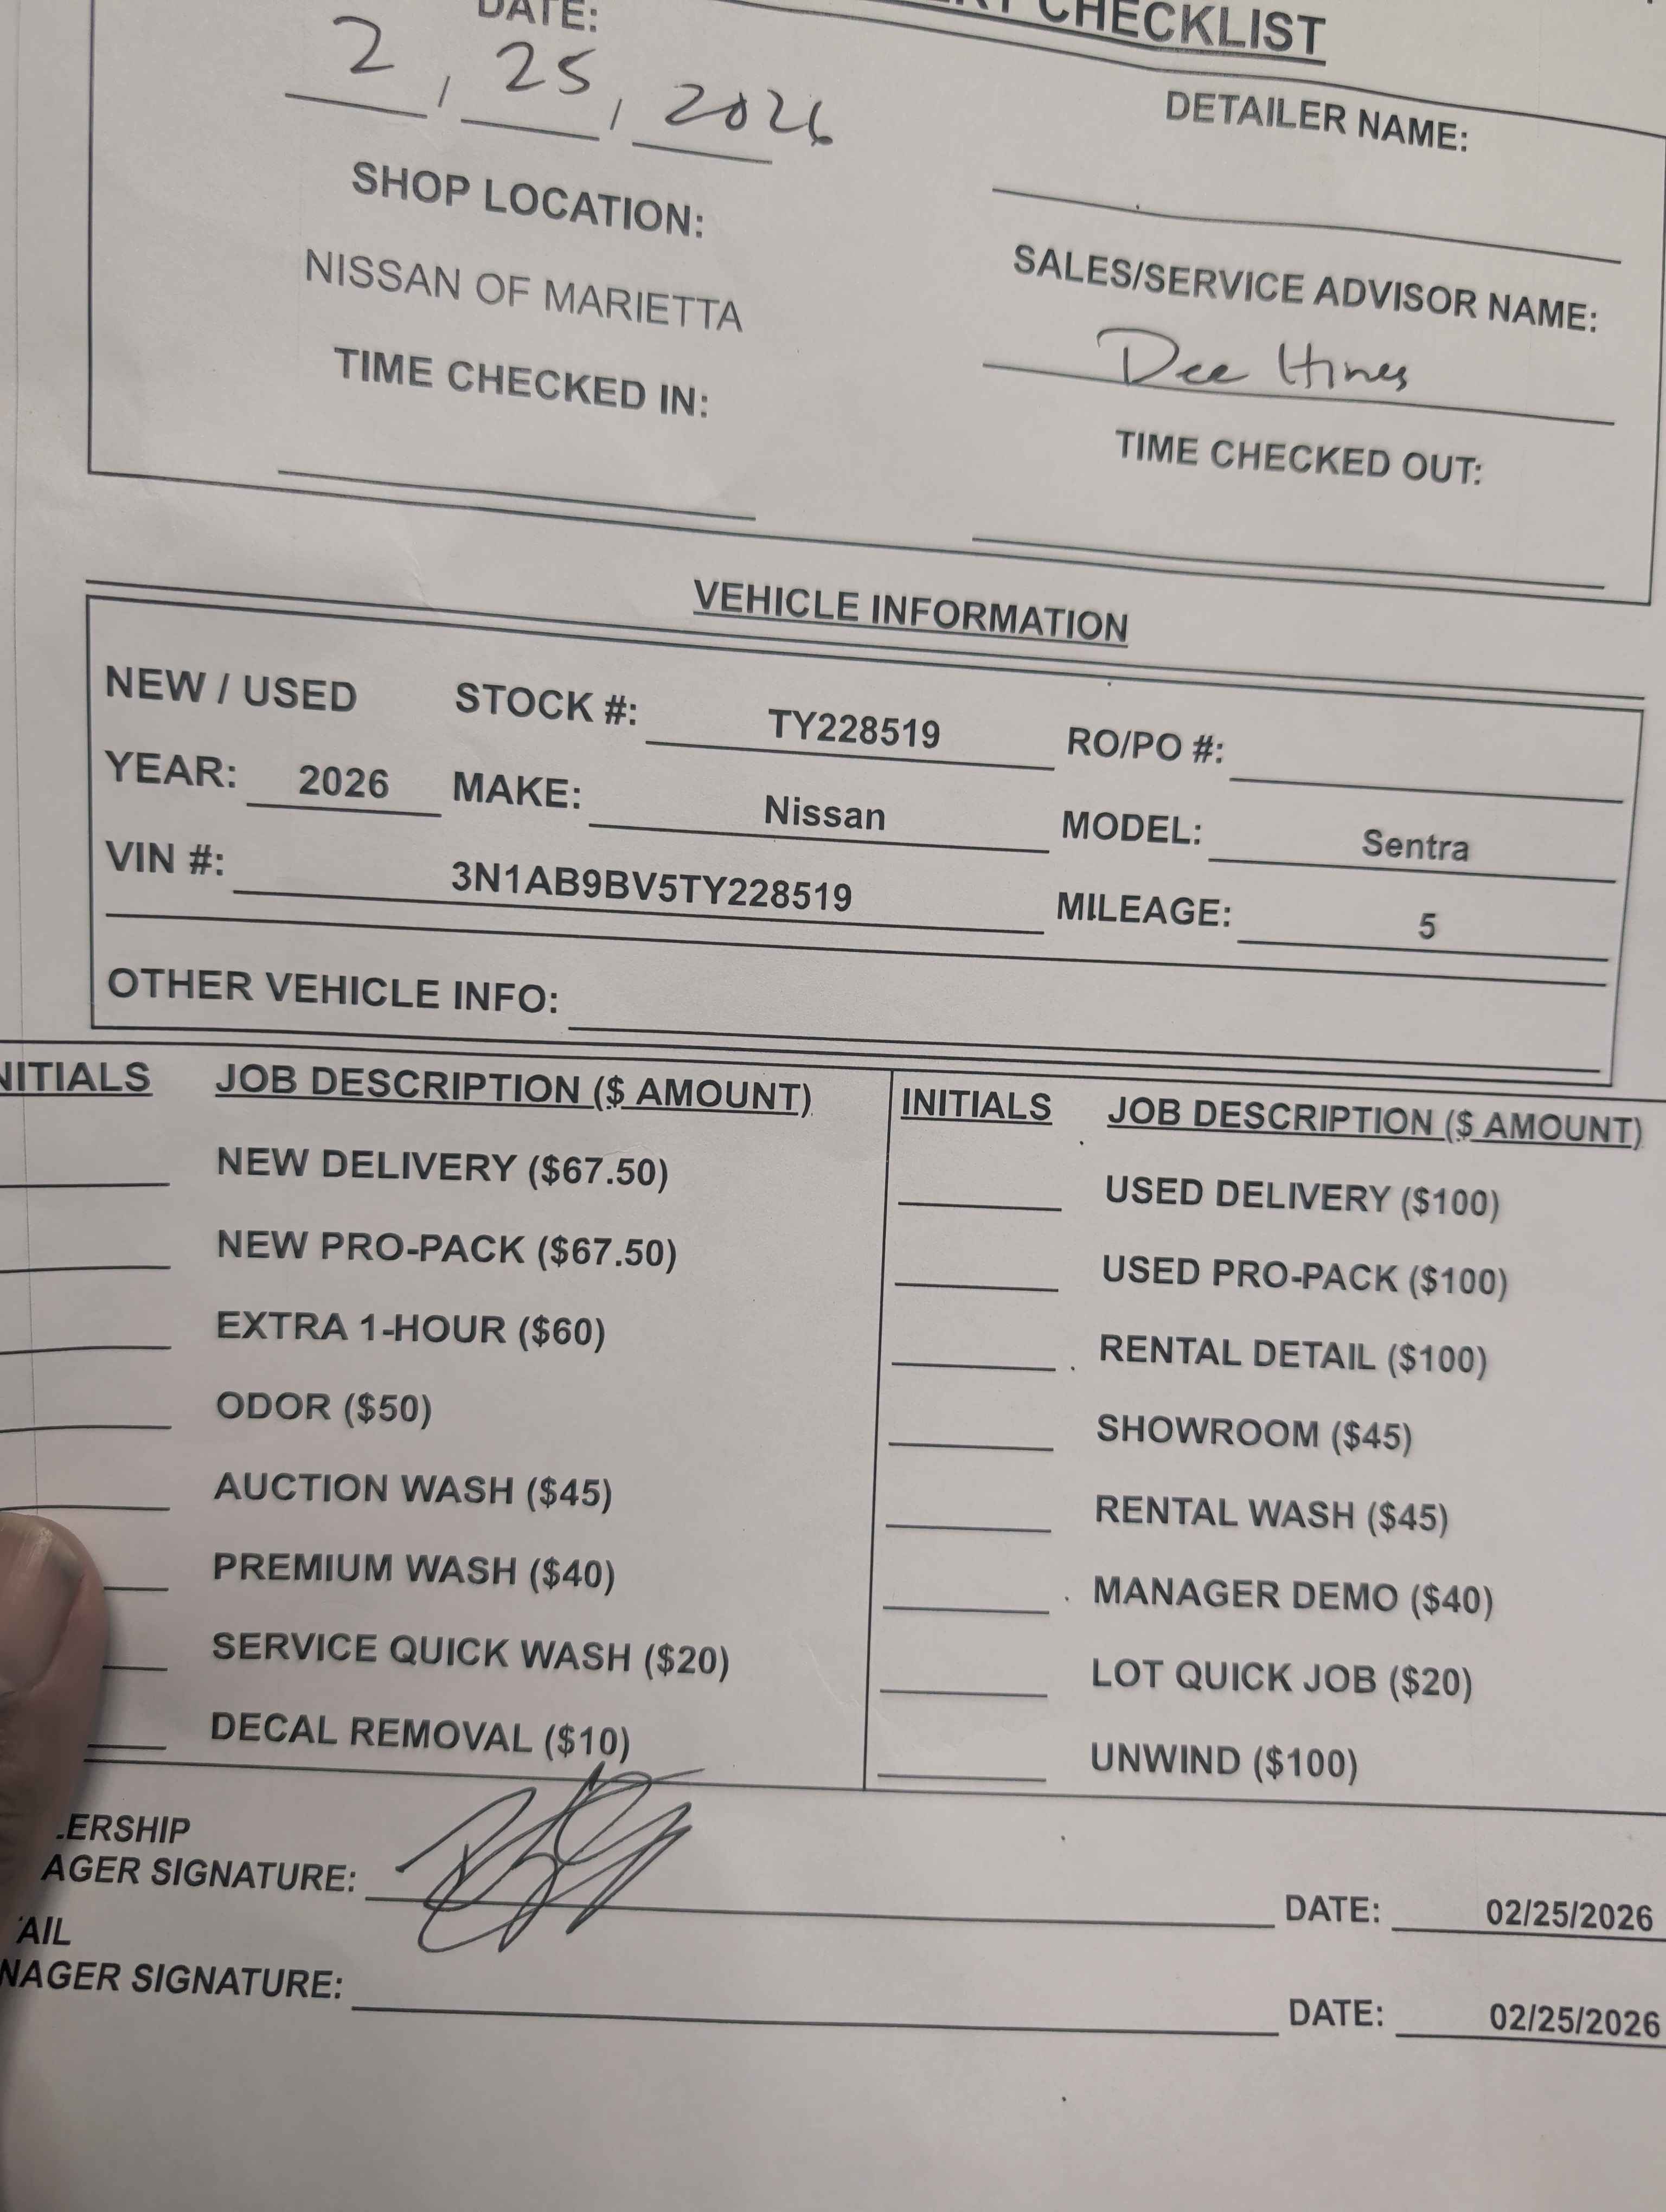 DATE:
CHECKLIST
2 / 25 / 2026
DETAILER NAME:
SHOP LOCATION:
NISSAN OF MARIETTA
SALES/SERVICE ADVISOR NAME:
Dee Hines
TIME CHECKED IN:
TIME CHECKED OUT:
VEHICLE INFORMATION
NEW / USED STOCK #: TY228519 RO/PO #:
YEAR: 2026 MAKE: Nissan MODEL: Sentra
VIN #: 3N1AB9BV5TY228519 MILEAGE: 5
OTHER VEHICLE INFO:
NITIALS JOB DESCRIPTION ($ AMOUNT) INITIALS JOB DESCRIPTION ($ AMOUNT)
NEW DELIVERY ($67.50) USED DELIVERY ($100)
NEW PRO-PACK ($67.50) USED PRO-PACK ($100)
EXTRA 1-HOUR ($60) RENTAL DETAIL ($100)
ODOR ($50) SHOWROOM ($45)
AUCTION WASH ($45) RENTAL WASH ($45)
PREMIUM WASH ($40) MANAGER DEMO ($40)
SERVICE QUICK WASH ($20) LOT QUICK JOB ($20)
DECAL REMOVAL ($10) UNWIND ($100)
ERSHIP
AGER SIGNATURE: DATE: 02/25/2026
AIL
NAGER SIGNATURE: DATE: 02/25/2026